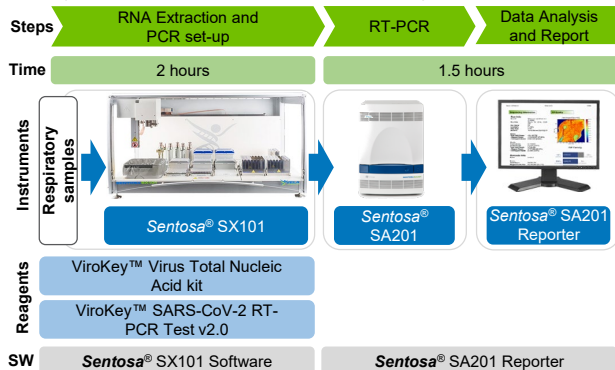 Steps
RNA Extraction and
PCR set-up
RT-PCR
Data Analysis
and Report
Time
2 hours
1.5 hours
Instruments
Respiratory
samples
Sentosa® SX101
Sentosa®
SA201
Sentosa® SA201
Reporter
Reagents
ViroKey™ Virus Total Nucleic
Acid kit
ViroKey™ SARS-CoV-2 RT-
PCR Test v2.0
SW
Sentosa® SX101 Software
Sentosa® SA201 Reporter